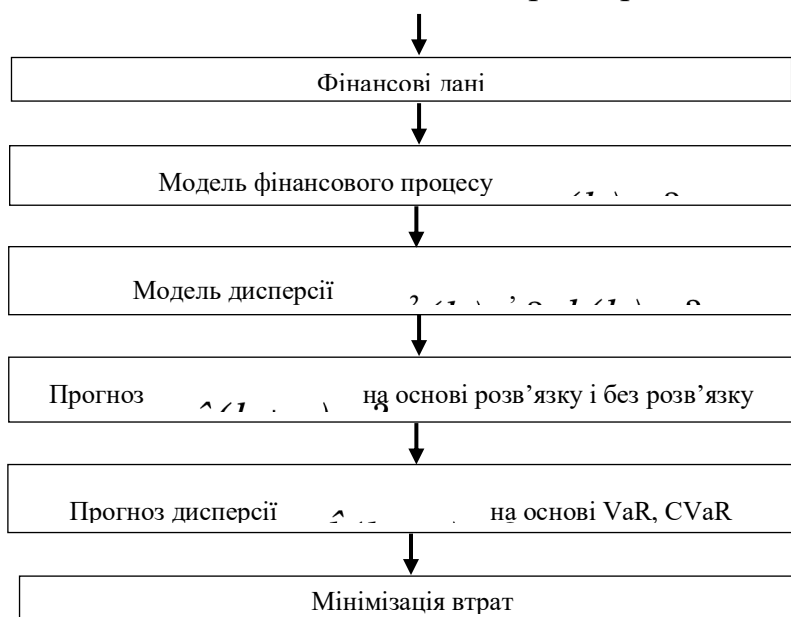 Фінансові дані
Модель фінансового процесу
Модель дисперсії
Прогноз на основі розв’язку і без розв’язку
Прогноз дисперсії на основі VaR, CVaR
Мінімізація втрат